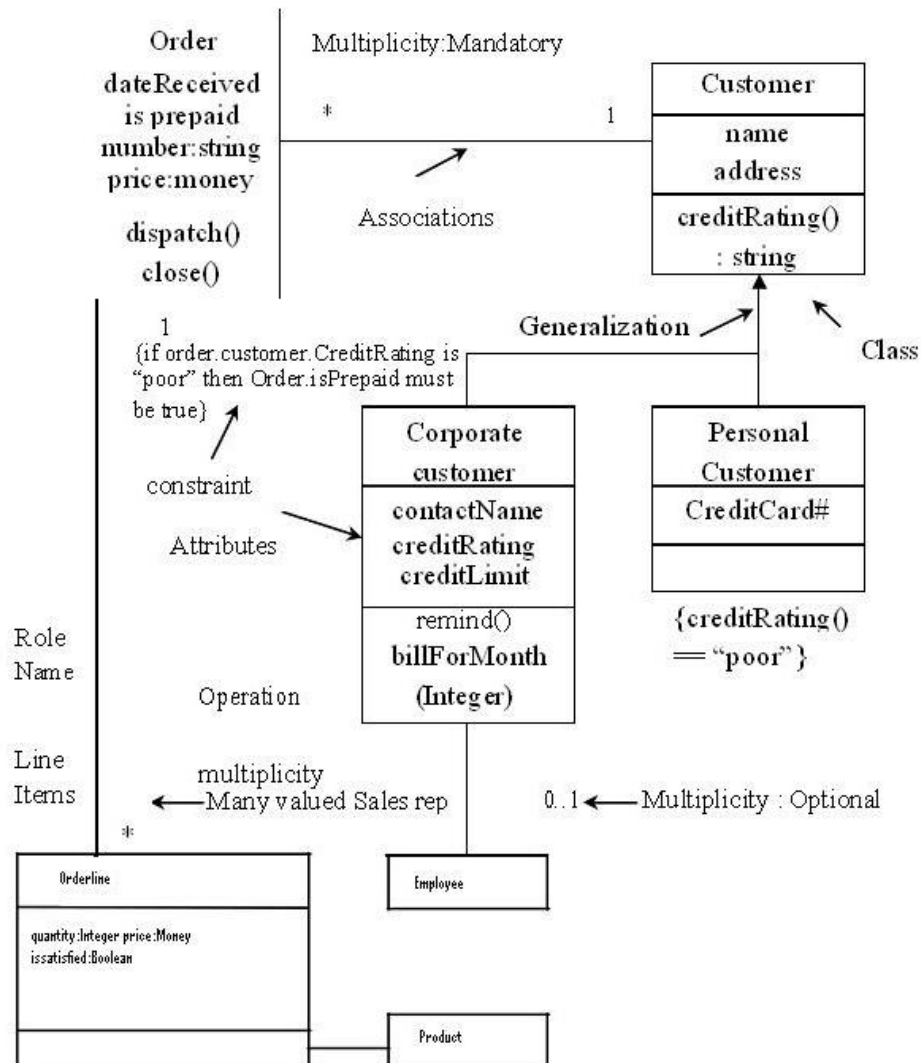 Order
dateReceived
is prepaid
number:string
price:money
dispatch()
close()
Multiplicity:Mandatory
*
1
Associations
Customer
name
address
creditRating()
: string
Generalization
Class
1
{if order.customer.CreditRating is
“poor” then Order.isPrepaid must
be true}
constraint
Attributes
Corporate
customer
contactName
creditRating
creditLimit
remind()
billForMonth
(Integer)
Personal
Customer
CreditCard#
{creditRating()
== “poor”}
Role
Name
Operation
Line
Items
multiplicity
Many valued Sales rep
0..1
Multiplicity : Optional
*
Orderline
quantity:Integer price:Money
issatisfied:Boolean
Employee
Product